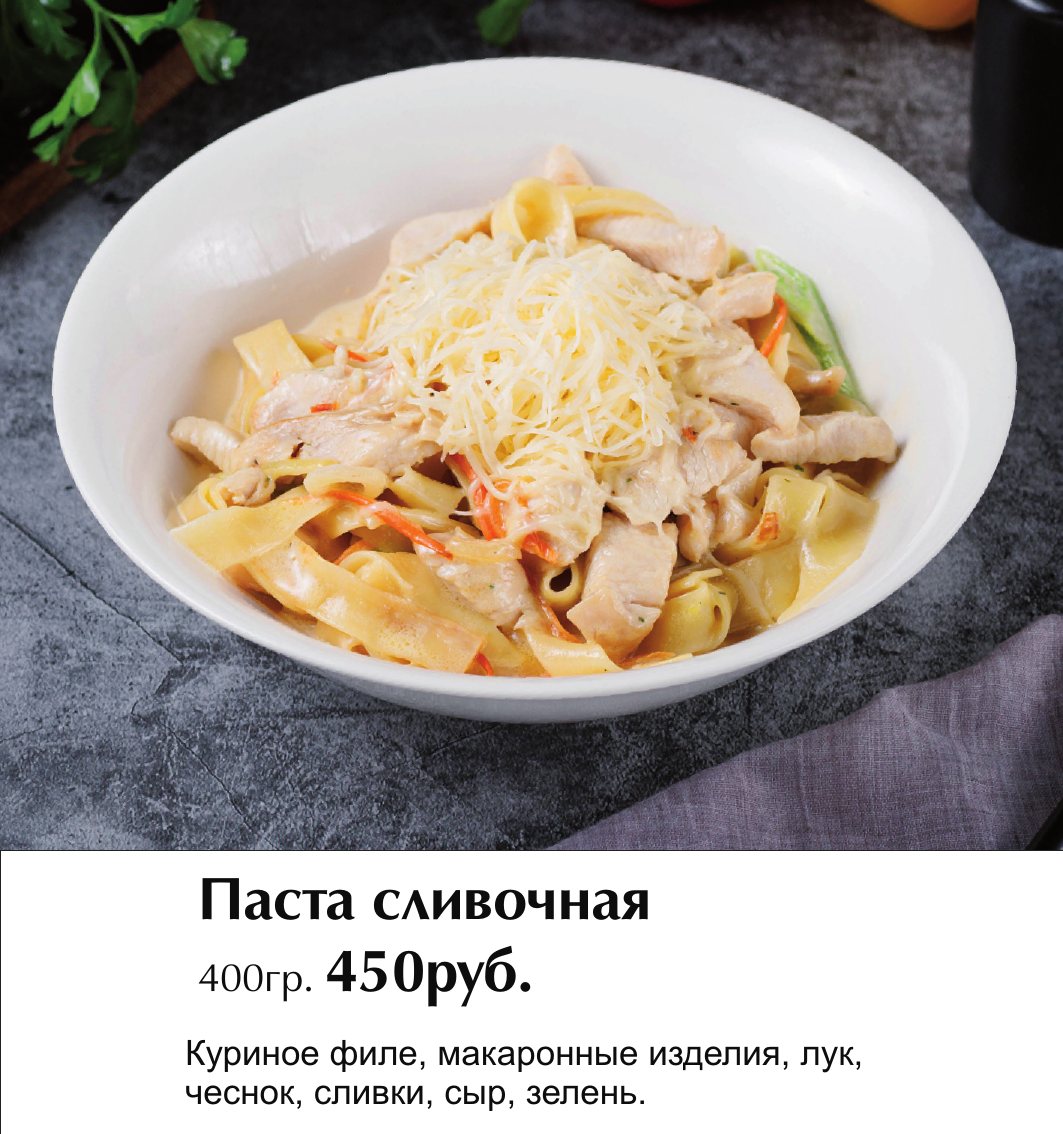 Паста сливочная
400гр. 450руб.
Куриное филе, макаронные изделия, лук,
чеснок, сливки, сыр, зелень.